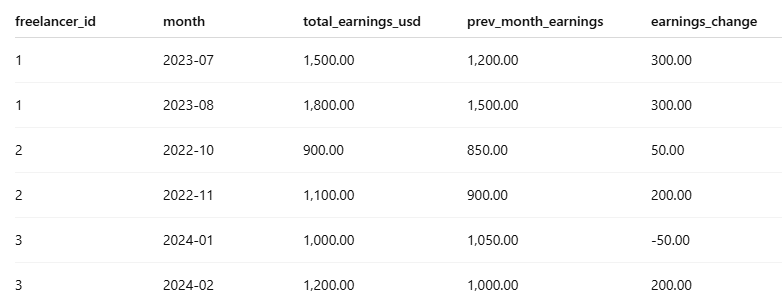 freelancer_id month total_earnings_usd prev_month_earnings earnings_change
1 2023-07 1,500.00 1,200.00 300.00
1 2023-08 1,800.00 1,500.00 300.00
2 2022-10 900.00 850.00 50.00
2 2022-11 1,100.00 900.00 200.00
3 2024-01 1,000.00 1,050.00 -50.00
3 2024-02 1,200.00 1,000.00 200.00